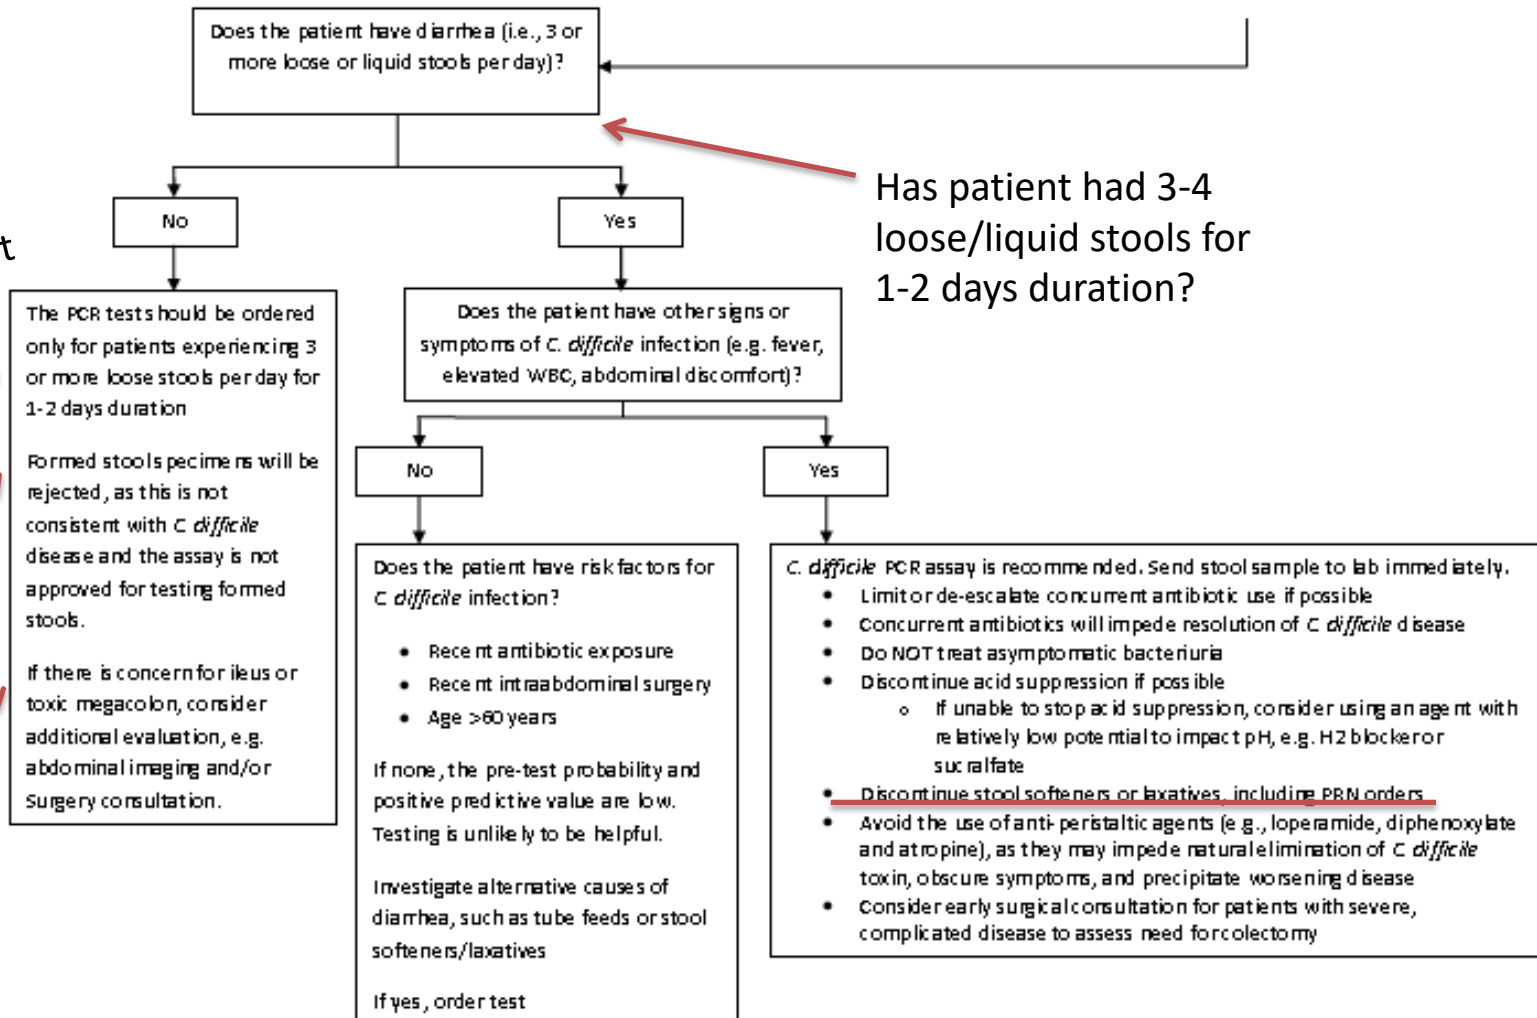 Does the patient have diarrhea (i.e., 3 or
more loose or liquid stools per day)?
Has patient had 3-4
loose/liquid stools for
1-2 days duration?
No
Yes
t
The PCR test should be ordered
only for patients experiencing 3
or more loose stools per day for
1-2 days duration
Formed stool specimens will be
rejected, as this is not
consistent with C difficile
disease and the assay is not
approved for testing formed
stools.
If there is concern for ileus or
toxic megacolon, consider
additional evaluation, e.g.
abdominal imaging and/or
Surgery consultation.
Does the patient have other signs or
symptoms of C. difficile infection (e.g. fever,
elevated WBC, abdominal discomfort)?
No
Yes
Does the patient have risk factors for
C difficile infection?
• Recent antibiotic exposure
• Recent intraabdominal surgery
• Age >60 years
If none, the pre-test probability and
positive predictive value are low.
Testing is unlikely to be helpful.
Investigate alternative causes of
diarrhea, such as tube feeds or stool
softeners/laxatives
If yes, order test
C. difficile PCR assay is recommended. Send stool sample to lab immediately.
• Limit or de-escalate concurrent antibiotic use if possible
• Concurrent antibiotics will impede resolution of C difficile disease
• Do NOT treat asymptomatic bacteriuria
• Discontinue acid suppression if possible
o If unable to stop acid suppression, consider using an agent with
relatively low potential to impact pH, e.g. H2 blocker or
sucralfate
• Discontinue stool softeners or laxatives, including PRN orders
• Avoid the use of anti-peristaltic agents (e.g., loperamide, diphenoxylate
and atropine), as they may impede natural elimination of C difficile
toxin, obscure symptoms, and precipitate worsening disease
• Consider early surgical consultation for patients with severe,
complicated disease to assess need for colectomy